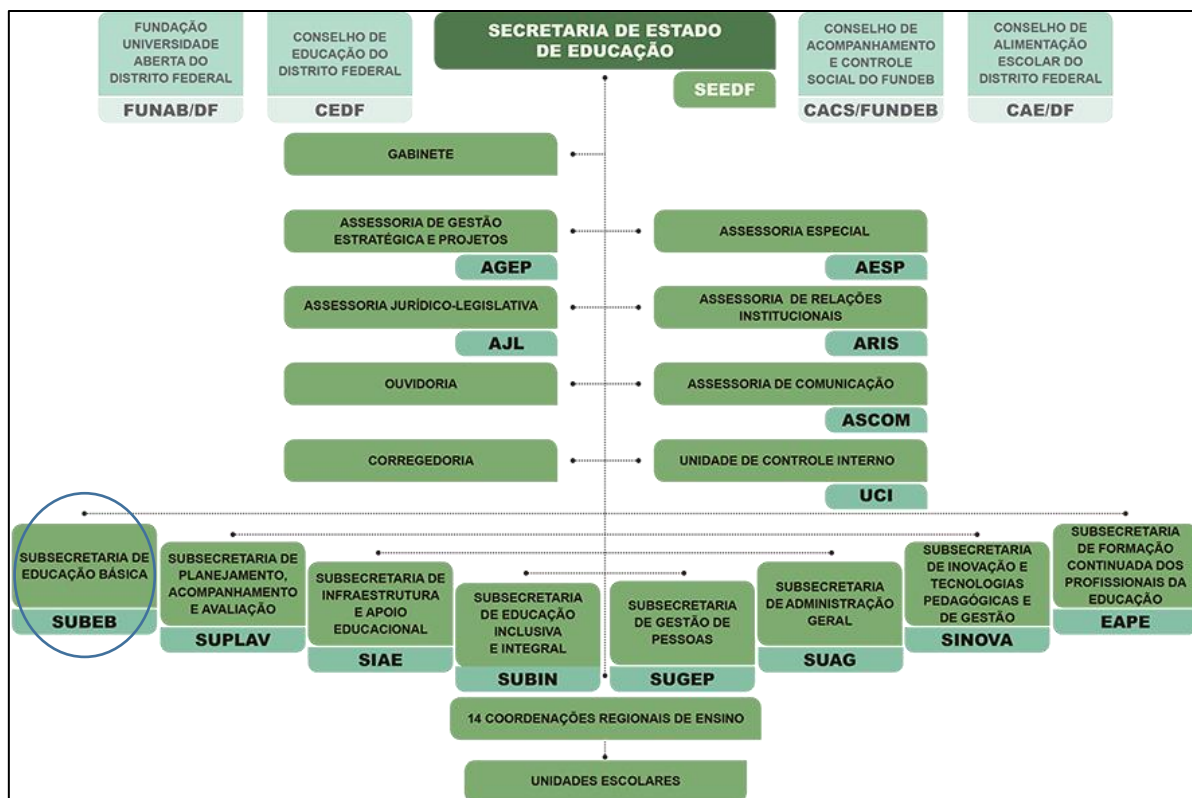 FUNDAÇÃO
UNIVERSIDADE
ABERTA DO
DISTRITO FEDERAL
FUNAB/DF
CONSELHO DE
EDUCAÇÃO DO
DISTRITO FEDERAL
CEDF
SECRETARIA DE ESTADO
DE EDUCAÇÃO
SEEDF
CONSELHO DE
ACOMPANHAMENTO
E CONTROLE
SOCIAL DO FUNDEB
CACS/FUNDEB
CONSELHO DE
ALIMENTAÇÃO
ESCOLAR DO
DISTRITO FEDERAL
CAE/DF
GABINETE
ASSESSORIA DE GESTÃO
ESTRATÉGICA E PROJETOS
AGEP
ASSESSORIA ESPECIAL
AESP
ASSESSORIA JURÍDICO-LEGISLATIVA
AJL
ASSESSORIA DE RELAÇÕES
INSTITUCIONAIS
ARIS
OUVIDORIA
ASSESSORIA DE COMUNICAÇÃO
ASCOM
CORREGEDORIA
UNIDADE DE CONTROLE INTERNO
UCI
SUBSECRETARIA DE
EDUCAÇÃO BÁSICA
SUBEB
SUBSECRETARIA DE
PLANEJAMENTO,
ACOMPANHAMENTO
E AVALIAÇÃO
SUPLAV
SUBSECRETARIA DE
INFRAESTRUTURA
E APOIO
EDUCACIONAL
SIAE
SUBSECRETARIA
DE EDUCAÇÃO
INCLUSIVA
E INTEGRAL
SUBIN
SUBSECRETARIA
DE GESTÃO DE
PESSOAS
SUGEP
SUBSECRETARIA
DE ADMINISTRAÇÃO
GERAL
SUAG
SUBSECRETARIA
DE INOVAÇÃO E
TECNOLOGIAS
PEDAGÓGICAS E
DE GESTÃO
SINOVA
SUBSECRETARIA
DE FORMAÇÃO
CONTINUADA DOS
PROFISSIONAIS DA
EDUCAÇÃO
EAPE
14 COORDENAÇÕES REGIONAIS DE ENSINO
UNIDADES ESCOLARES